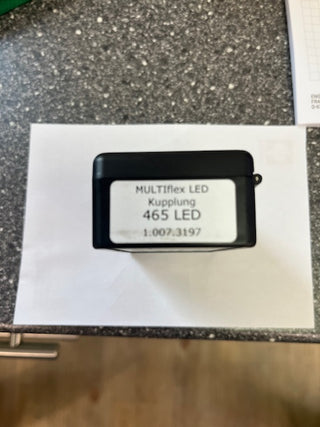 MULTIflex LED
Kupplung
465 LED
1.007.3197